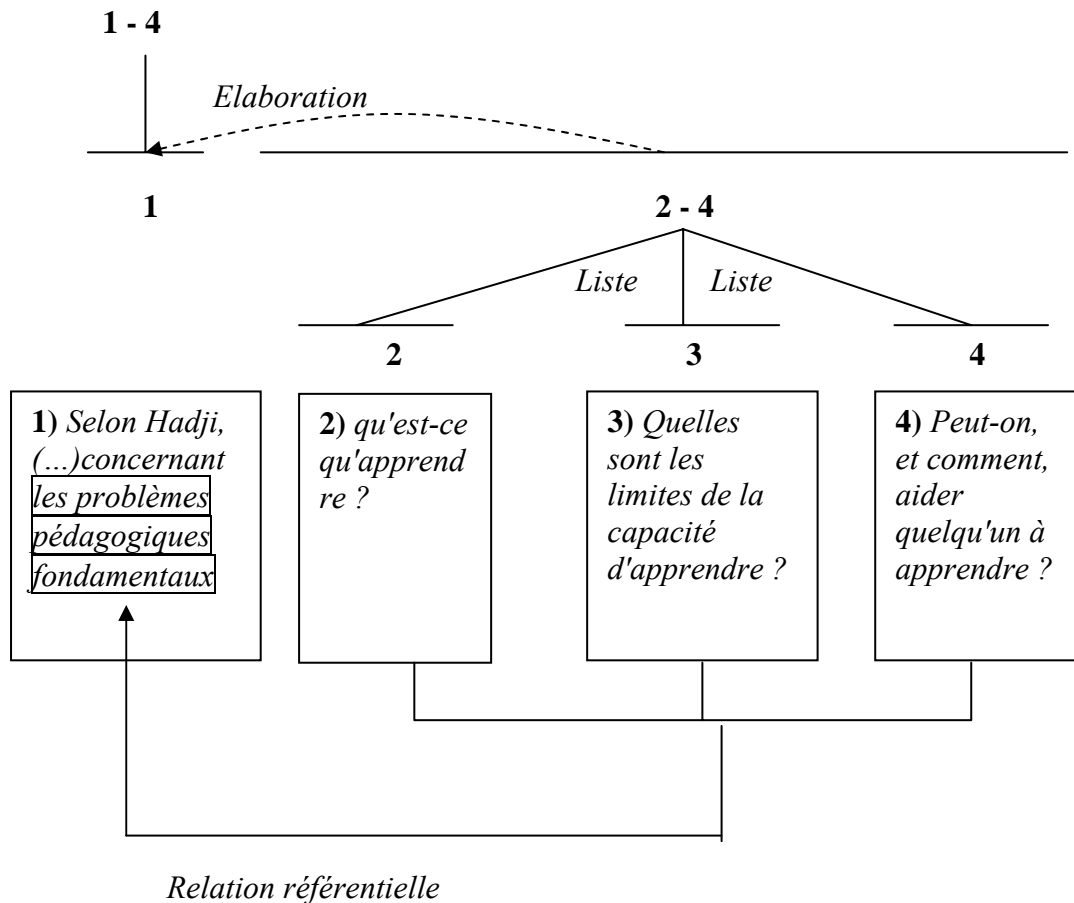 1 - 4
Elaboration
1
2 - 4
Liste
Liste
2
3
4
1) Selon Hadji,
(...)concernant
les problèmes
pédagogiques
fondamentaux
2) qu'est-ce
qu'apprend
re ?
3) Quelles
sont les
limites de la
capacité
d'apprendre ?
4) Peut-on,
et comment,
aider
quelqu'un à
apprendre ?
Relation référentielle